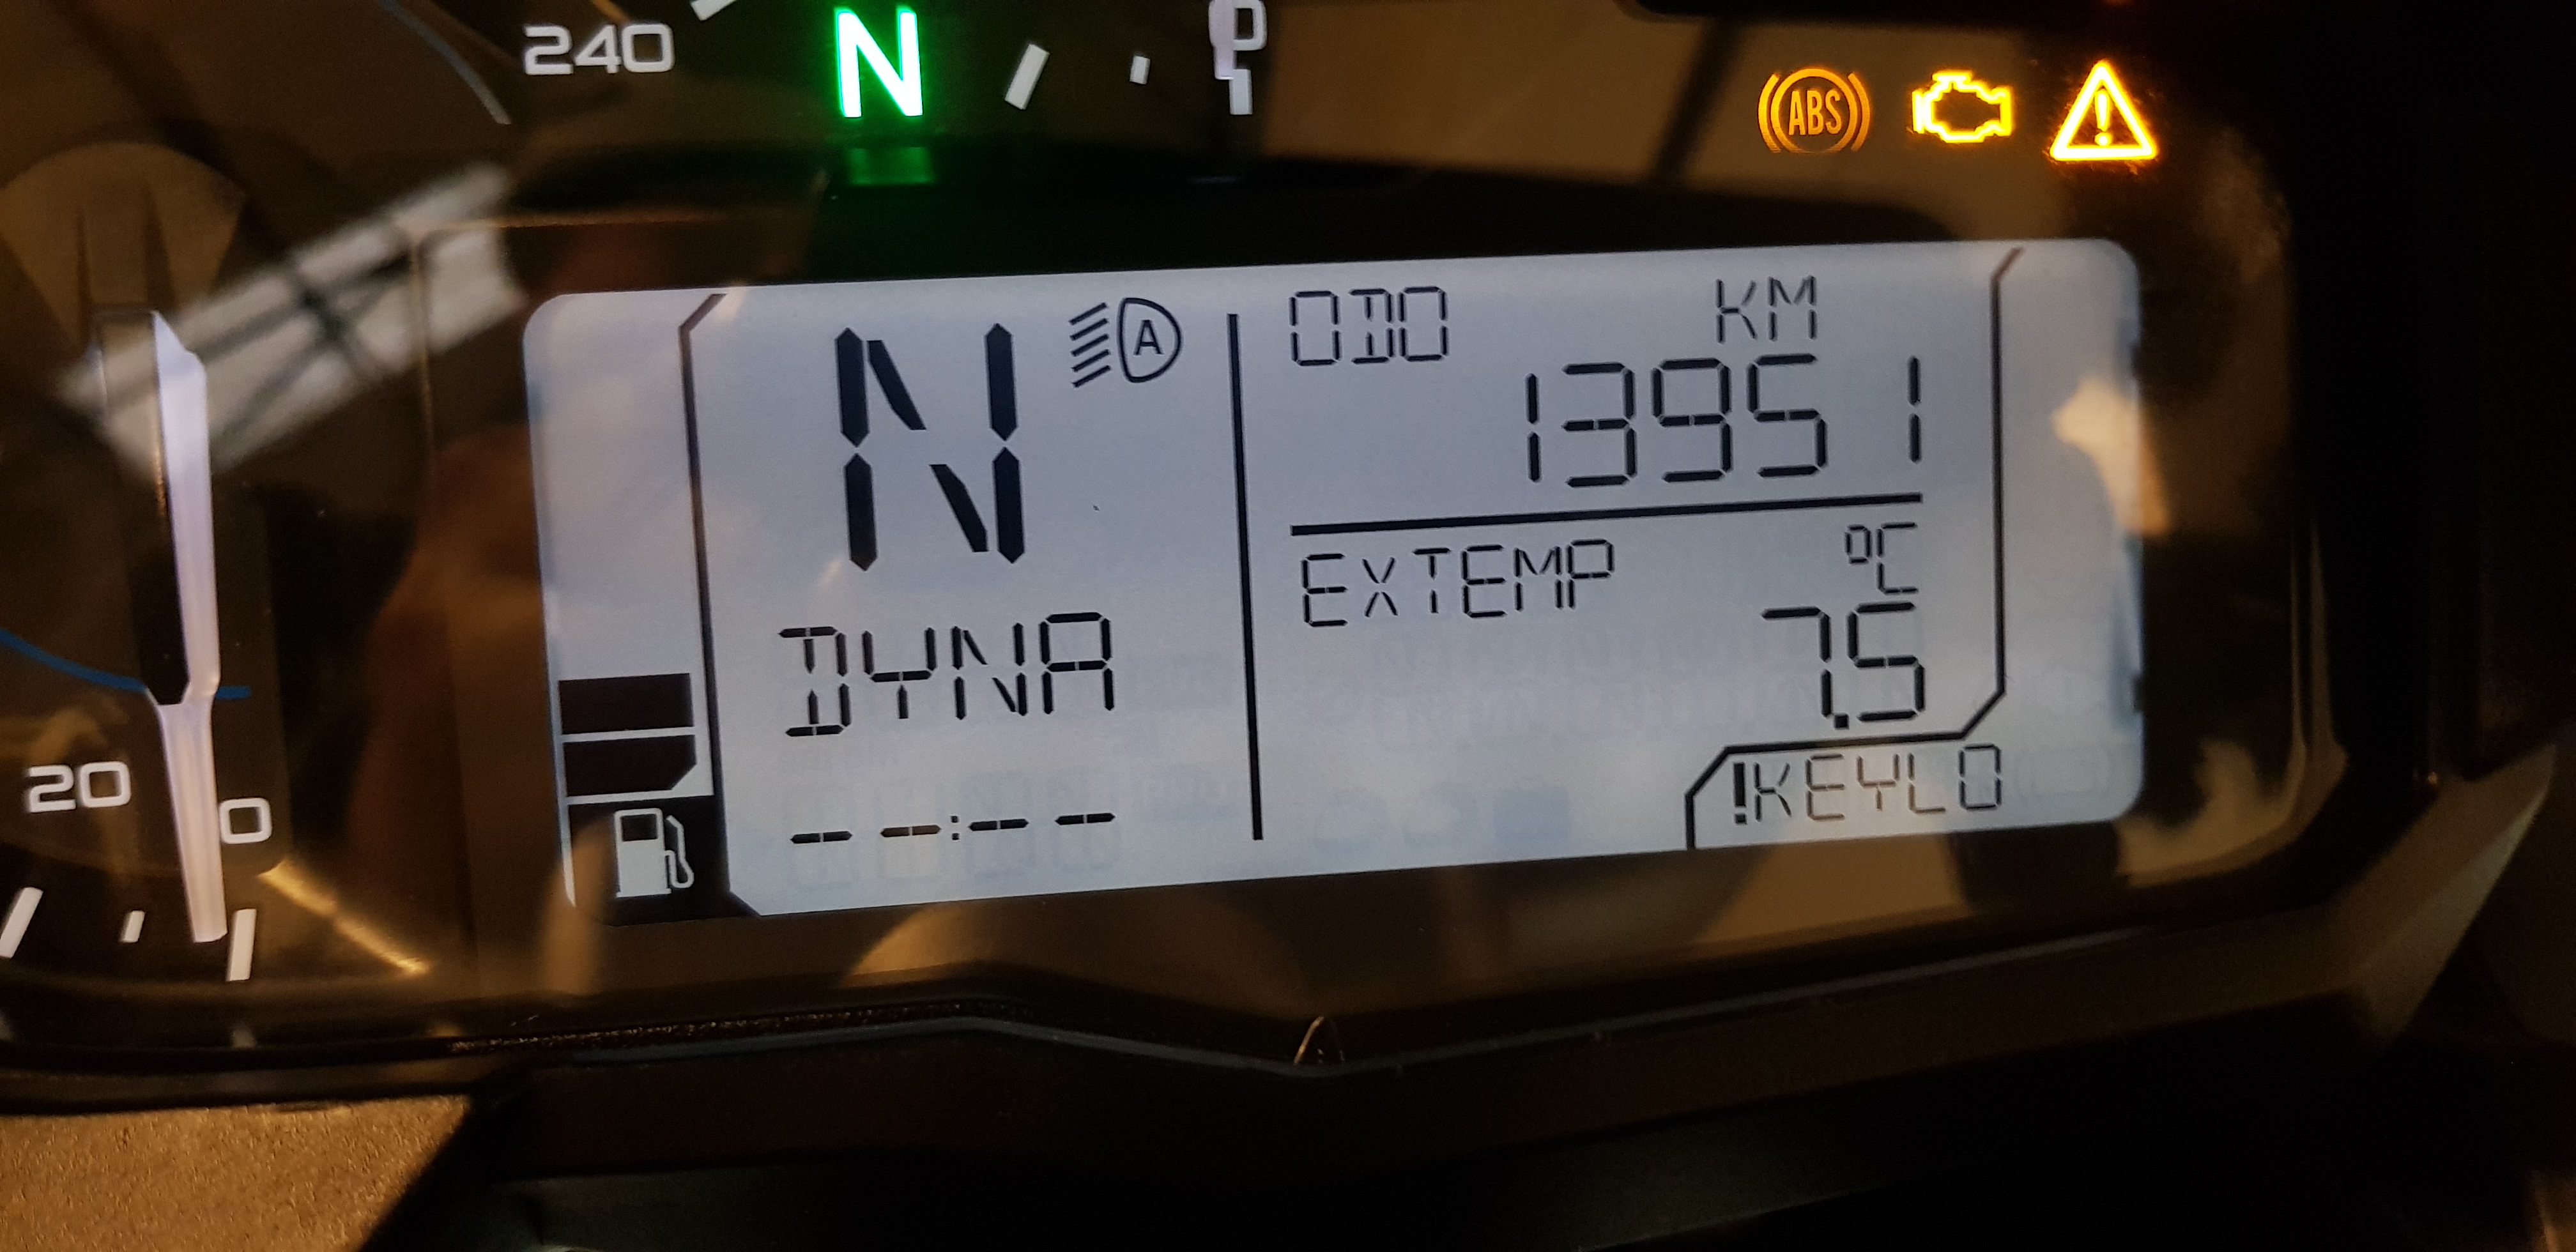 240
N
ABS
N
A
ODO KM
13951
EXTEMP °C
7.5
DYNA
-- --:-- --
!KEYLO
20
0